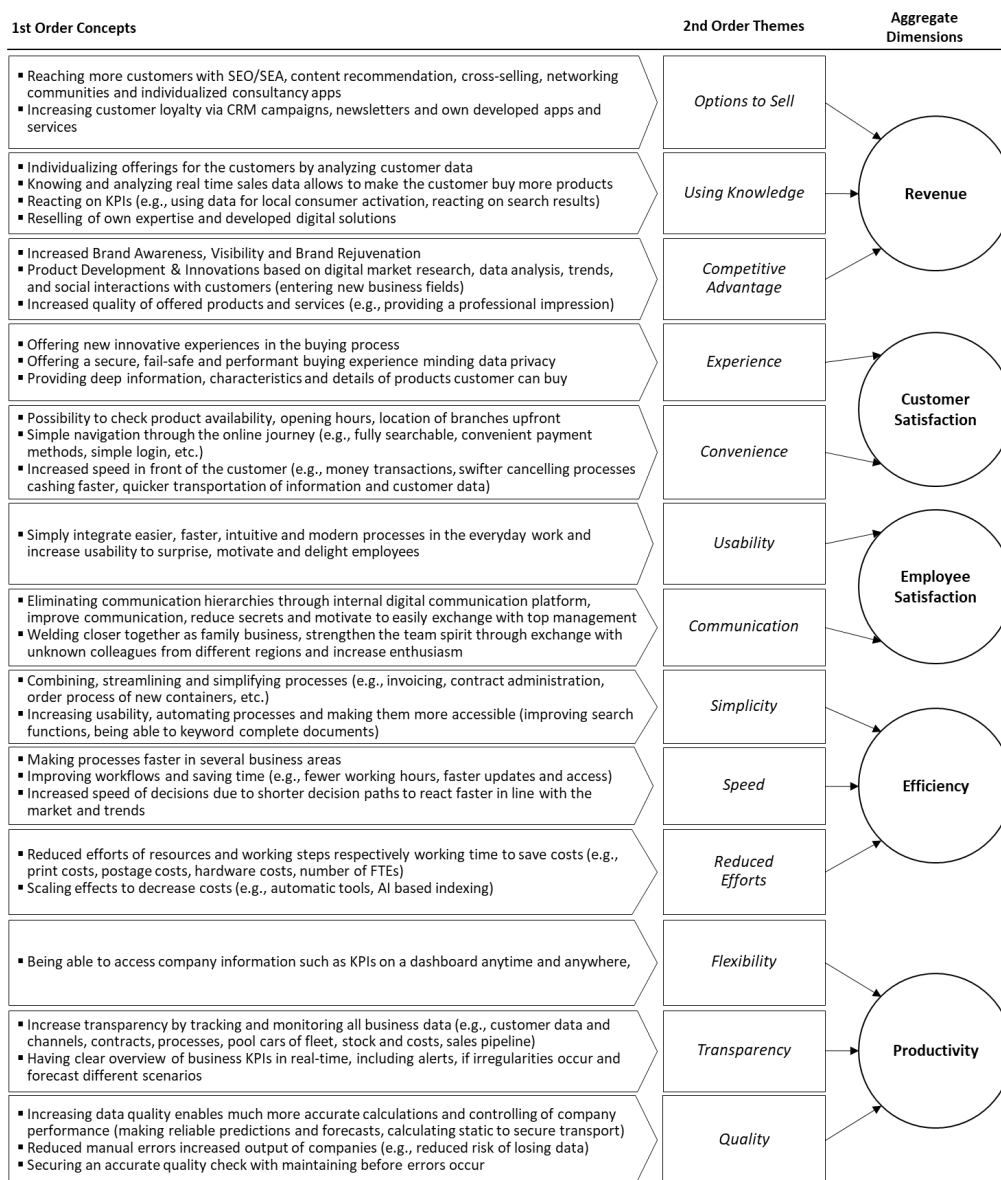 1st Order Concepts
2nd Order Themes
Aggregate
Dimensions
▪ Reaching more customers with SEO/SEA, content recommendation, cross-selling, networking
communities and individualized consultancy apps
▪ Increasing customer loyalty via CRM campaigns, newsletters and own developed apps and
services
Options to Sell
▪ Individualizing offerings for the customers by analyzing customer data
▪ Knowing and analyzing real time sales data allows to make the customer buy more products
▪ Reacting on KPIs (e.g., using data for local consumer activation, reacting on search results)
▪ Reselling of own expertise and developed digital solutions
Using Knowledge
Revenue
▪ Increased Brand Awareness, Visibility and Brand Rejuvenation
▪ Product Development & Innovations based on digital market research, data analysis, trends,
and social interactions with customers (entering new business fields)
▪ Increased quality of offered products and services (e.g., providing a professional impression)
Competitive
Advantage
▪ Offering new innovative experiences in the buying process
▪ Offering a secure, fail-safe and performant buying experience minding data privacy
▪ Providing deep information, characteristics and details of products customer can buy
Experience
Customer
Satisfaction
▪ Possibility to check product availability, opening hours, location of branches upfront
▪ Simple navigation through the online journey (e.g., fully searchable, convenient payment
methods, simple login, etc.)
▪ Increased speed in front of the customer (e.g., money transactions, swifter cancelling processes
cashing faster, quicker transportation of information and customer data)
Convenience
▪ Simply integrate easier, faster, intuitive and modern processes in the everyday work and
increase usability to surprise, motivate and delight employees
Usability
Employee
Satisfaction
▪ Eliminating communication hierarchies through internal digital communication platform,
improve communication, reduce secrets and motivate to easily exchange with top management
▪ Welding closer together as family business, strengthen the team spirit through exchange with
unknown colleagues from different regions and increase enthusiasm
Communication
▪ Combining, streamlining and simplifying processes (e.g., invoicing, contract administration,
order process of new containers, etc.)
▪ Increasing usability, automating processes and making them more accessible (improving search
functions, being able to keyword complete documents)
Simplicity
▪ Making processes faster in several business areas
▪ Improving workflows and saving time (e.g., fewer working hours, faster updates and access)
▪ Increased speed of decisions due to shorter decision paths to react faster in line with the
market and trends
Speed
Efficiency
▪ Reduced efforts of resources and working steps respectively working time to save costs (e.g.,
print costs, postage costs, hardware costs, number of FTEs)
▪ Scaling effects to decrease costs (e.g., automatic tools, AI based indexing)
Reduced
Efforts
▪ Being able to access company information such as KPIs on a dashboard anytime and anywhere,
Flexibility
▪ Increase transparency by tracking and monitoring all business data (e.g., customer data and
channels, contracts, processes, pool cars of fleet, stock and costs, sales pipeline)
▪ Having clear overview of business KPIs in real-time, including alerts, if irregularities occur and
forecast different scenarios
Transparency
Productivity
▪ Increasing data quality enables much more accurate calculations and controlling of company
performance (making reliable predictions and forecasts, calculating static to secure transport)
▪ Reduced manual errors increased output of companies (e.g., reduced risk of losing data)
▪ Securing an accurate quality check with maintaining before errors occur
Quality